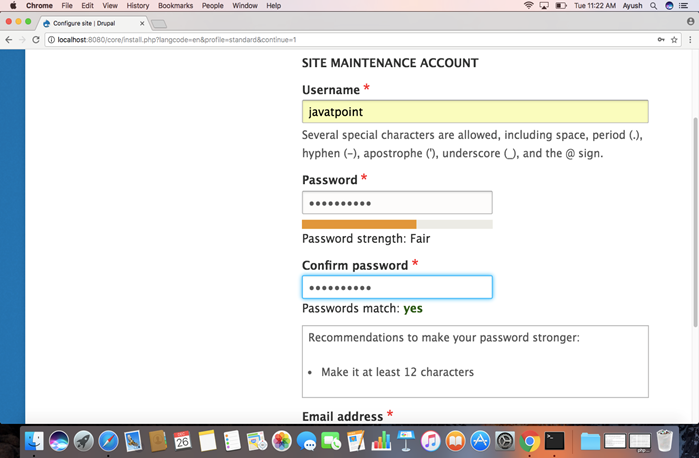 Chrome File Edit View History Bookmarks People Window Help Tue 11:22 AM Ayush
Configure site | Drupal
localhost:8080/core/install.php?langcode=en&profile=standard&continue=1
SITE MAINTENANCE ACCOUNT
Username *
javatpoint
Several special characters are allowed, including space, period (.),
hyphen (-), apostrophe ('), underscore (_), and the @ sign.
Password *
••••••••••
Password strength: Fair
Confirm password *
••••••••••
Passwords match: yes
Recommendations to make your password stronger:
• Make it at least 12 characters
Email address *
26